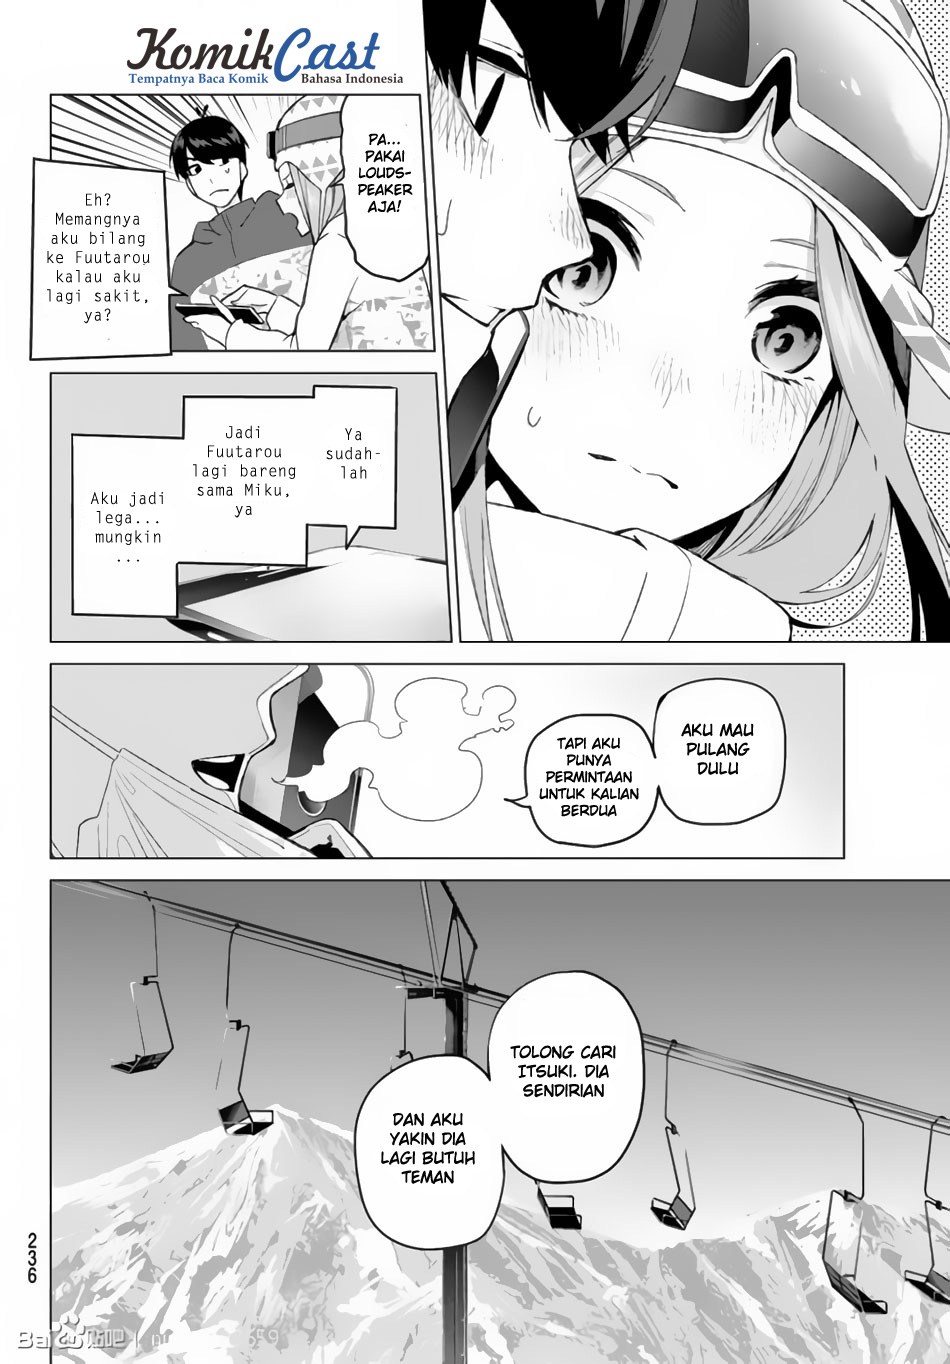 KomikCast
Tempatnya Baca Komik Bahasa Indonesia
PA...
PAKAI
LOUDS-
PEAKER
AJA!
Eh?
Memangnya
aku bilang
ke Fuutarou
kalau aku
lagi sakit,
ya?
Ya
sudah-
lah
Jadi
Fuutarou
lagi bareng
sama Miku,
ya
Aku jadi
lega...
mungkin
...
AKU MAU
PULANG
DULU
TAPI AKU
PUNYA
PERMINTAAN
UNTUK KALIAN
BERDUA
TOLONG CARI
ITSUKI. DIA
SENDIRIAN
DAN AKU
YAKIN DIA
LAGI BUTUH
TEMAN
236
Bai 贴吧